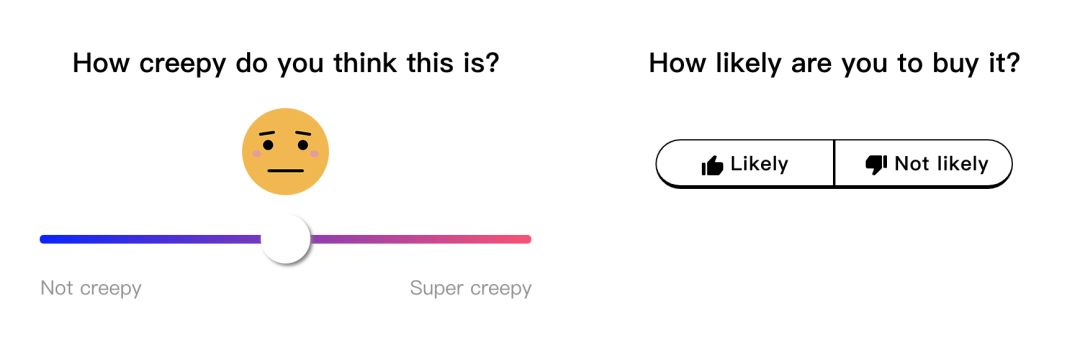 How creepy do you think this is?
Not creepy
Super creepy
How likely are you to buy it?
Likely
Not likely